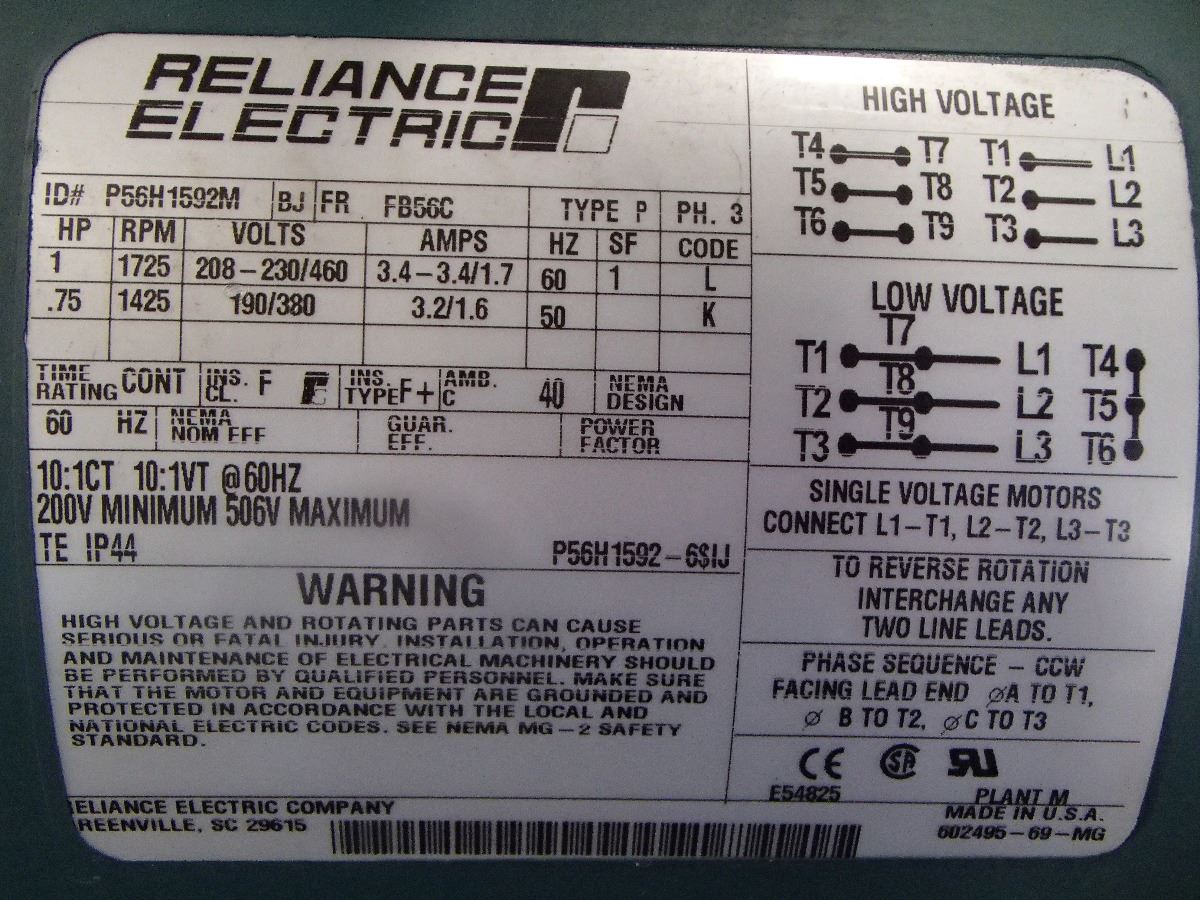 RELIANCE
ELECTRIC
ID# P56H1592M BJ FR FB56C TYPE P PH. 3
HP RPM VOLTS AMPS HZ SF CODE
1 1725 208-230/460 3.4-3.4/1.7 60 1 L
.75 1425 190/380 3.2/1.6 50 K
TIME RATING CONT INS. CL. F INS. TYPE F+ AMB. C 40 NEMA DESIGN
60 HZ NEMA NOM EFF GUAR. EFF. POWER FACTOR
10:1CT 10:1VT @60HZ
200V MINIMUM 506V MAXIMUM
TE IP44 P56H1592-6SIJ
WARNING
HIGH VOLTAGE AND ROTATING PARTS CAN CAUSE
SERIOUS OR FATAL INJURY. INSTALLATION, OPERATION
AND MAINTENANCE OF ELECTRICAL MACHINERY SHOULD
BE PERFORMED BY QUALIFIED PERSONNEL. MAKE SURE
THAT THE MOTOR AND EQUIPMENT ARE GROUNDED AND
PROTECTED IN ACCORDANCE WITH THE LOCAL AND
NATIONAL ELECTRIC CODES. SEE NEMA MG-2 SAFETY
STANDARD.
ELIANCE ELECTRIC COMPANY
REENVILLE, SC 29615
HIGH VOLTAGE
T4 T7 T1 L1
T5 T8 T2 L2
T6 T9 T3 L3
LOW VOLTAGE
T7
T1 L1 T4
T8
T2 L2 T5
T9
T3 L3 T6
SINGLE VOLTAGE MOTORS
CONNECT L1-T1, L2-T2, L3-T3
TO REVERSE ROTATION
INTERCHANGE ANY
TWO LINE LEADS.
PHASE SEQUENCE - CCW
FACING LEAD END ØA TO T1,
Ø B TO T2, ØC TO T3
CE SP RU
E54825 PLANT M
MADE IN U.S.A.
602495-69-MG